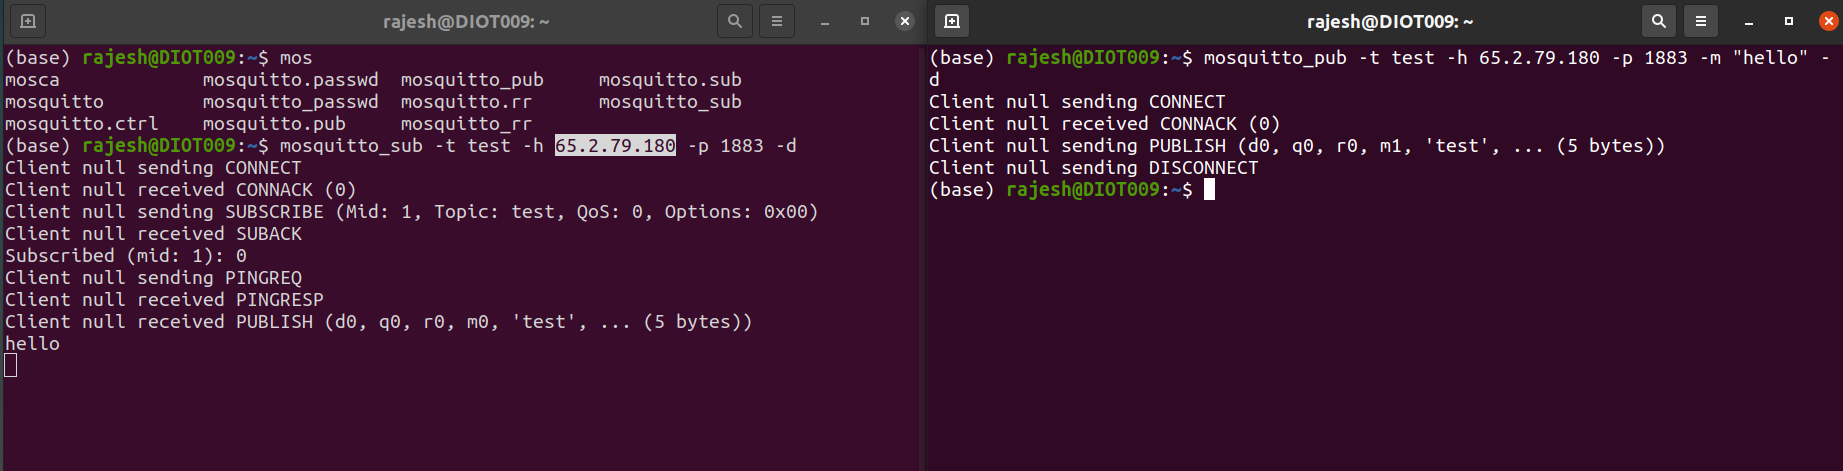 rajesh@DIOT009: ~
(base) rajesh@DIOT009:~$ mos
mosca mosquitto.passwd mosquitto_pub mosquitto.sub
mosquitto mosquitto_passwd mosquitto.rr mosquitto_sub
mosquitto.ctrl mosquitto.pub mosquitto_rr
(base) rajesh@DIOT009:~$ mosquitto_sub -t test -h 65.2.79.180 -p 1883 -d
Client null sending CONNECT
Client null received CONNACK (0)
Client null sending SUBSCRIBE (Mid: 1, Topic: test, QoS: 0, Options: 0x00)
Client null received SUBACK
Subscribed (mid: 1): 0
Client null sending PINGREQ
Client null received PINGRESP
Client null received PUBLISH (d0, q0, r0, m0, 'test', ... (5 bytes))
hello
rajesh@DIOT009: ~
(base) rajesh@DIOT009:~$ mosquitto_pub -t test -h 65.2.79.180 -p 1883 -m "hello" -
d
Client null sending CONNECT
Client null received CONNACK (0)
Client null sending PUBLISH (d0, q0, r0, m1, 'test', ... (5 bytes))
Client null sending DISCONNECT
(base) rajesh@DIOT009:~$